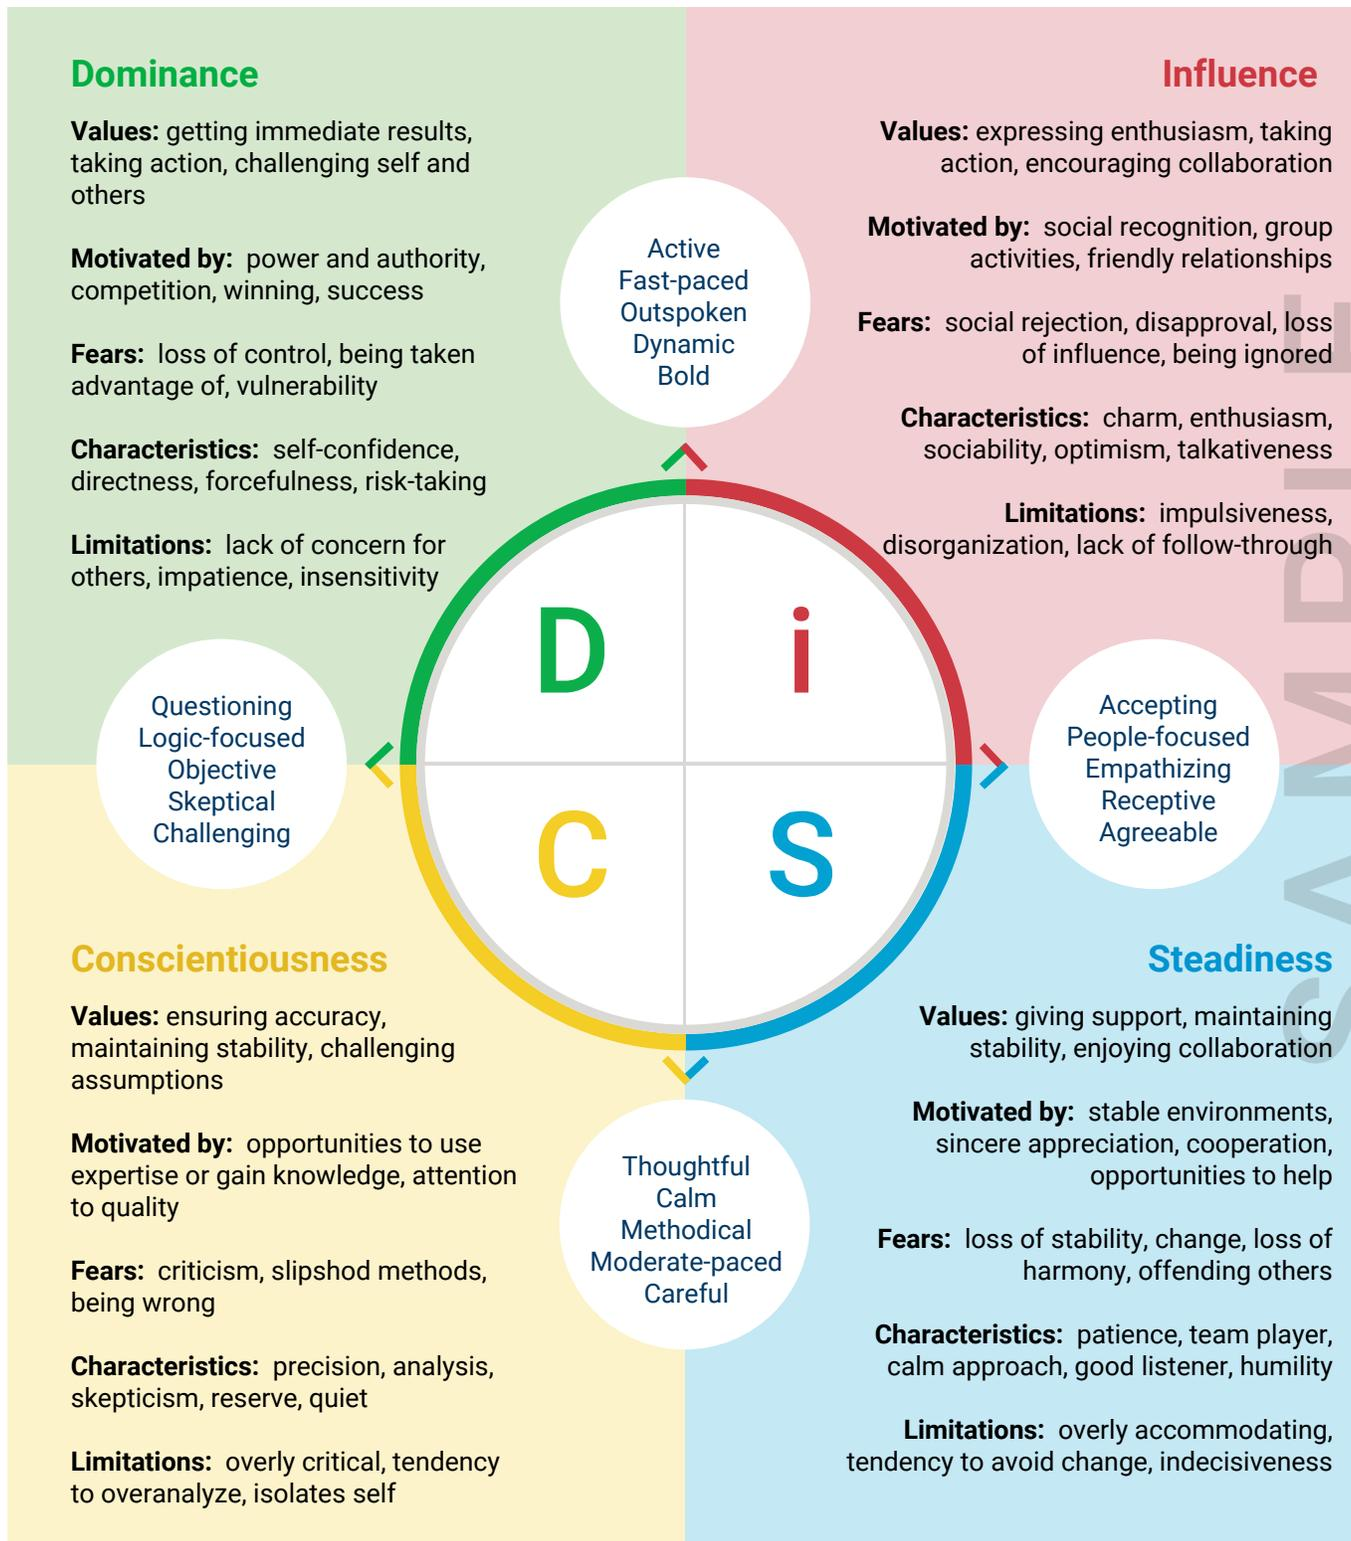 Dominance
Values: getting immediate results,
taking action, challenging self and
others
Motivated by: power and authority,
competition, winning, success
Fears: loss of control, being taken
advantage of, vulnerability
Characteristics: self-confidence,
directness, forcefulness, risk-taking
Limitations: lack of concern for
others, impatience, insensitivity
Active
Fast-paced
Outspoken
Dynamic
Bold
Influence
Values: expressing enthusiasm, taking
action, encouraging collaboration
Motivated by: social recognition, group
activities, friendly relationships
Fears: social rejection, disapproval, loss
of influence, being ignored
Characteristics: charm, enthusiasm,
sociability, optimism, talkativeness
Limitations: impulsiveness,
disorganization, lack of follow-through
D
i
Questioning
Logic-focused
Objective
Skeptical
Challenging
Accepting
People-focused
Empathizing
Receptive
Agreeable
C
S
Conscientiousness
Values: ensuring accuracy,
maintaining stability, challenging
assumptions
Motivated by: opportunities to use
expertise or gain knowledge, attention
to quality
Fears: criticism, slipshod methods,
being wrong
Characteristics: precision, analysis,
skepticism, reserve, quiet
Limitations: overly critical, tendency
to overanalyze, isolates self
Thoughtful
Calm
Methodical
Moderate-paced
Careful
Steadiness
Values: giving support, maintaining
stability, enjoying collaboration
Motivated by: stable environments,
sincere appreciation, cooperation,
opportunities to help
Fears: loss of stability, change, loss of
harmony, offending others
Characteristics: patience, team player,
calm approach, good listener, humility
Limitations: overly accommodating,
tendency to avoid change, indecisiveness
SAMPLE